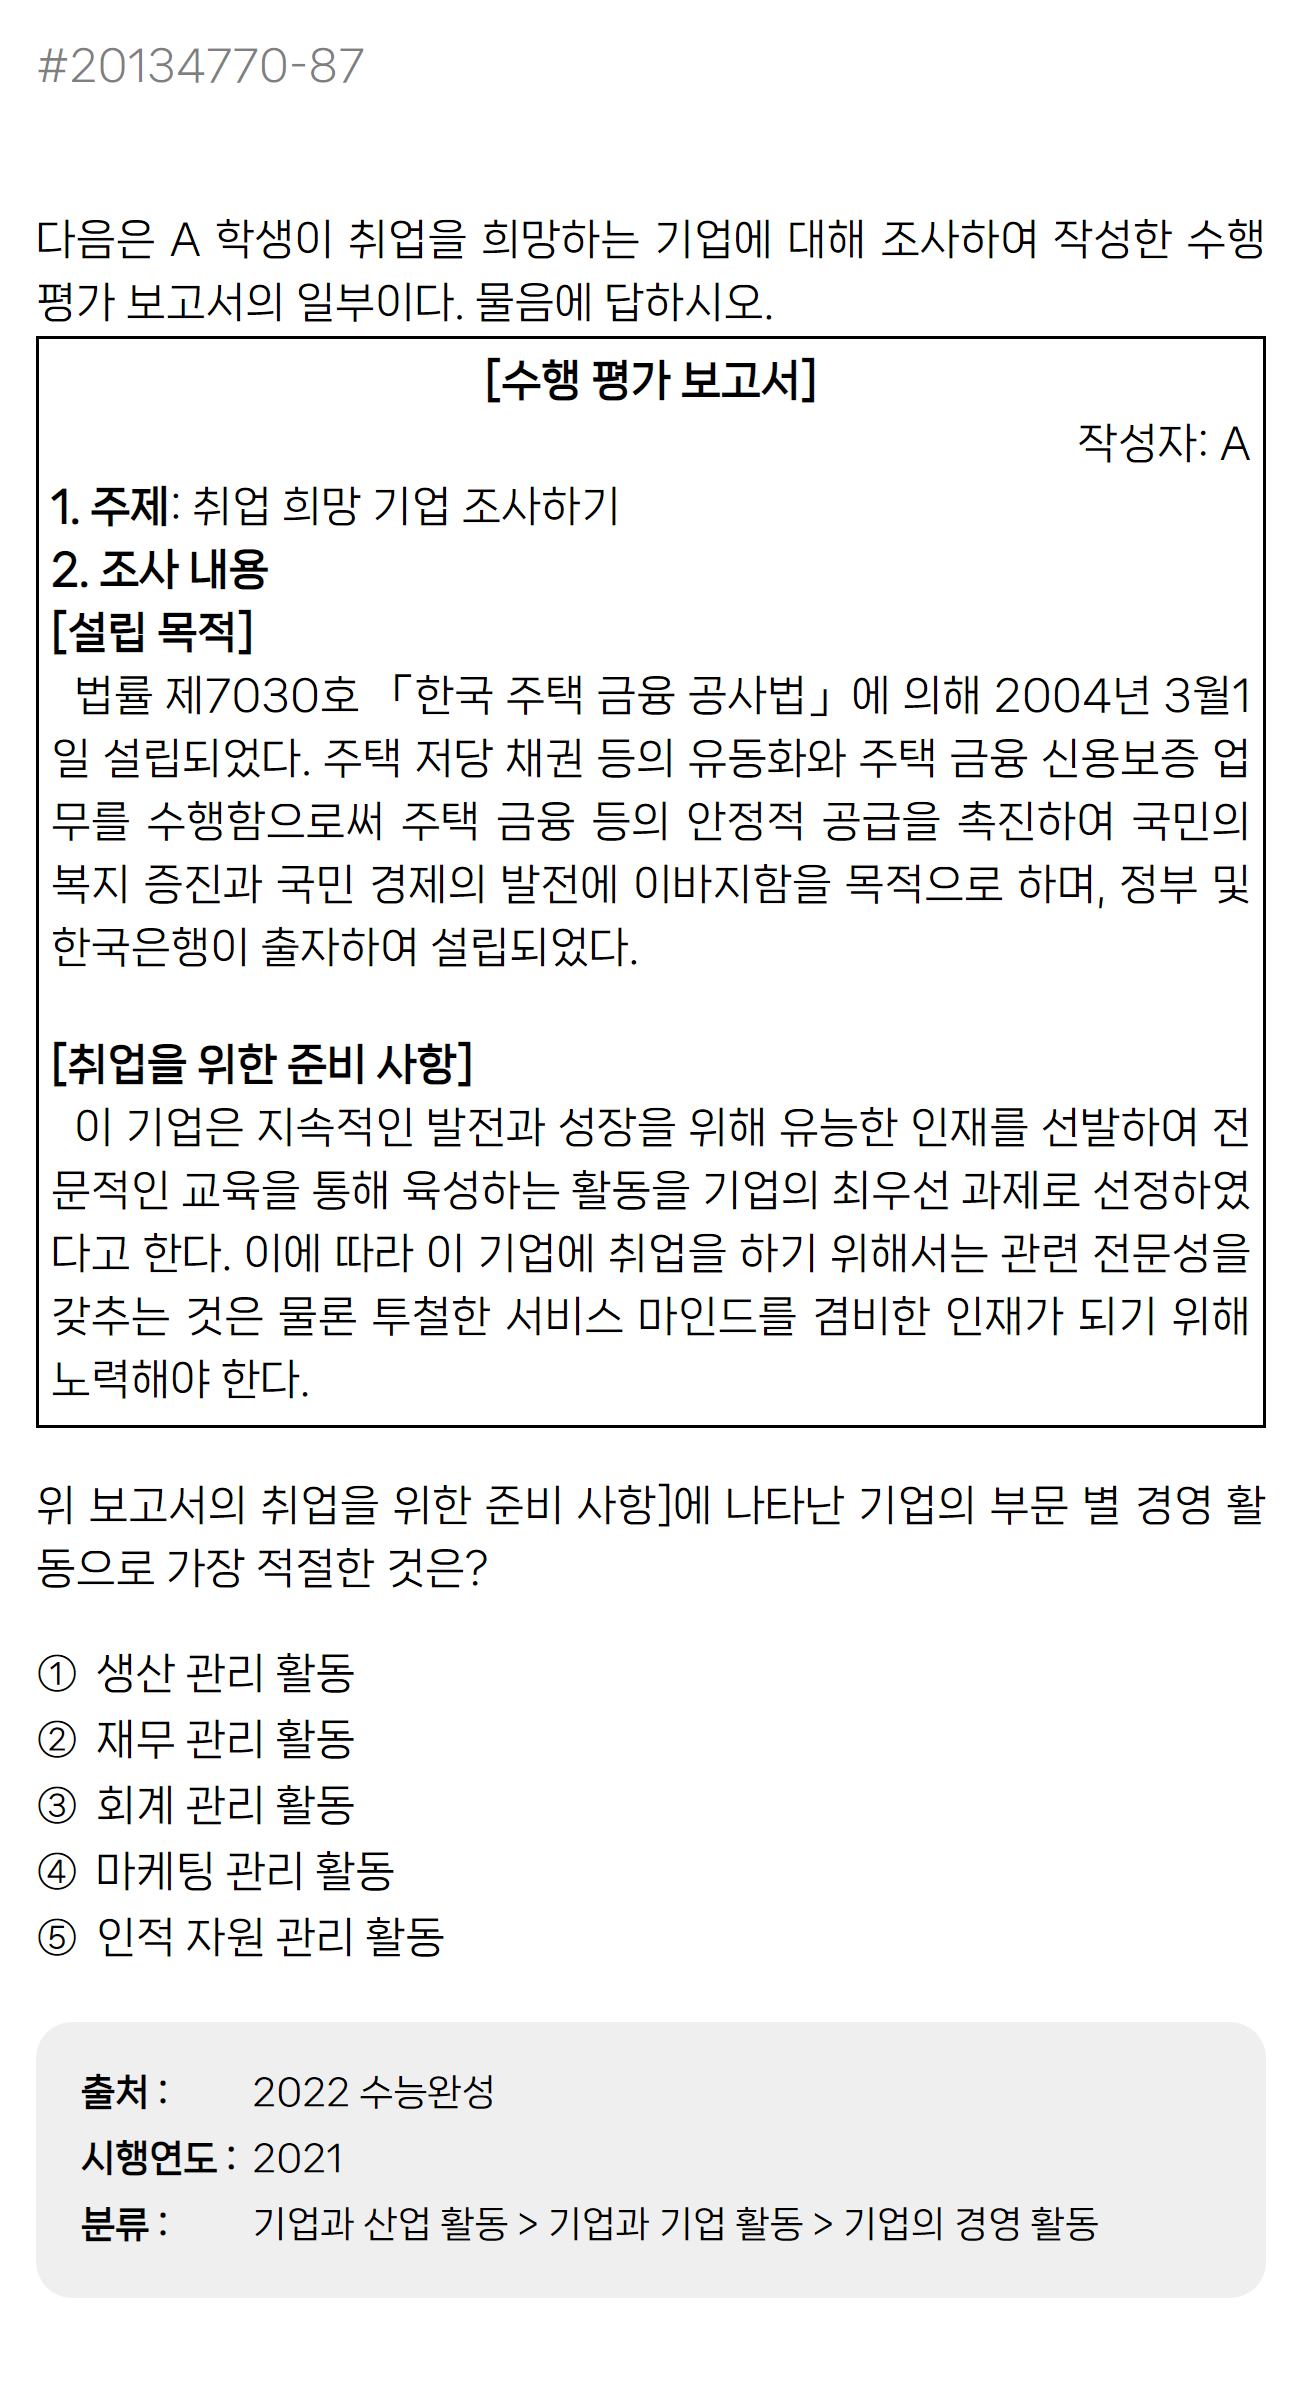 #20134770-87
다음은 A 학생이 취업을 희망하는 기업에 대해 조사하여 작성한 수행
평가 보고서의 일부이다. 물음에 답하시오.
[수행 평가 보고서]
작성자: A
1. 주제: 취업 희망 기업 조사하기
2. 조사 내용
[설립 목적]
법률 제7030호 「한국 주택 금융 공사법」에 의해 2004년 3월1
일 설립되었다. 주택 저당 채권 등의 유동화와 주택 금융 신용보증 업
무를 수행함으로써 주택 금융 등의 안정적 공급을 촉진하여 국민의
복지 증진과 국민 경제의 발전에 이바지함을 목적으로 하며, 정부 및
한국은행이 출자하여 설립되었다.
[취업을 위한 준비 사항]
이 기업은 지속적인 발전과 성장을 위해 유능한 인재를 선발하여 전
문적인 교육을 통해 육성하는 활동을 기업의 최우선 과제로 선정하였
다고 한다. 이에 따라 이 기업에 취업을 하기 위해서는 관련 전문성을
갖추는 것은 물론 투철한 서비스 마인드를 겸비한 인재가 되기 위해
노력해야 한다.
위 보고서의 취업을 위한 준비 사항]에 나타난 기업의 부문 별 경영 활
동으로 가장 적절한 것은?
① 생산 관리 활동
② 재무 관리 활동
③ 회계 관리 활동
④ 마케팅 관리 활동
⑤ 인적 자원 관리 활동
출처 : 2022 수능완성
시행연도 : 2021
분류 : 기업과 산업 활동 > 기업과 기업 활동 > 기업의 경영 활동